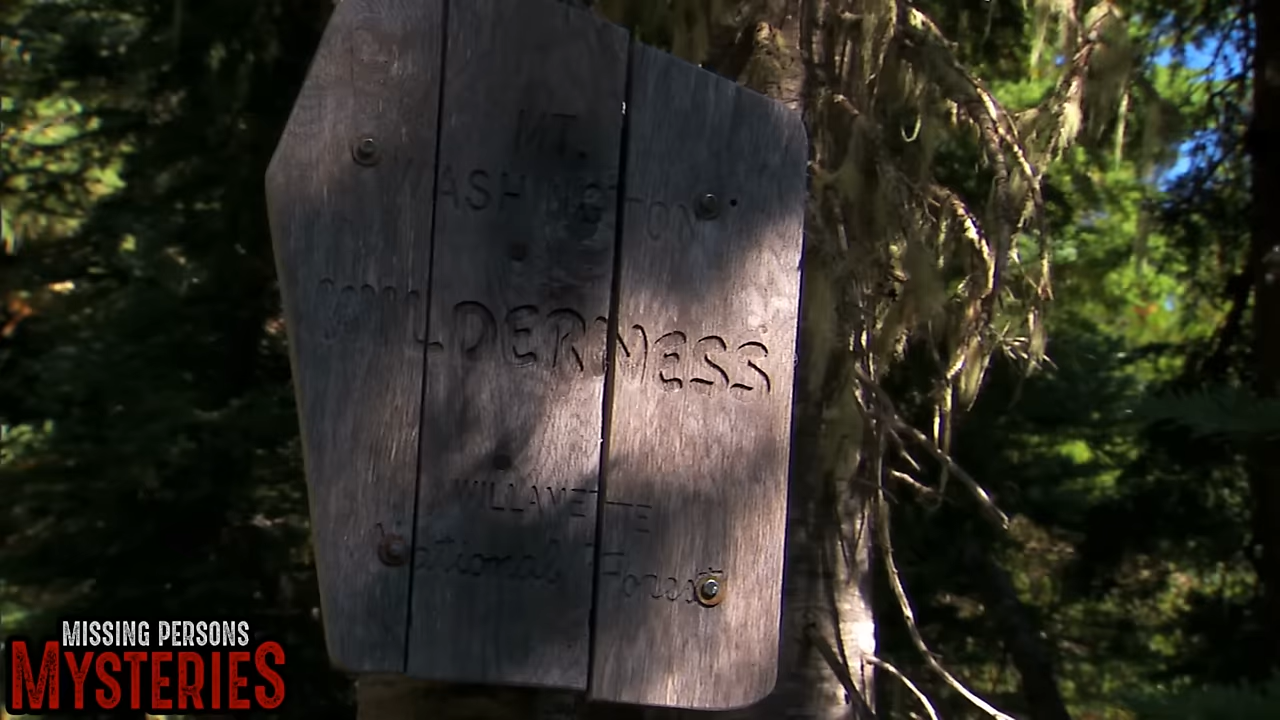 MT.
WASHINGTON
WILDERNESS
WILLAMETTE
National Forest
MISSING PERSONS
MYSTERIES